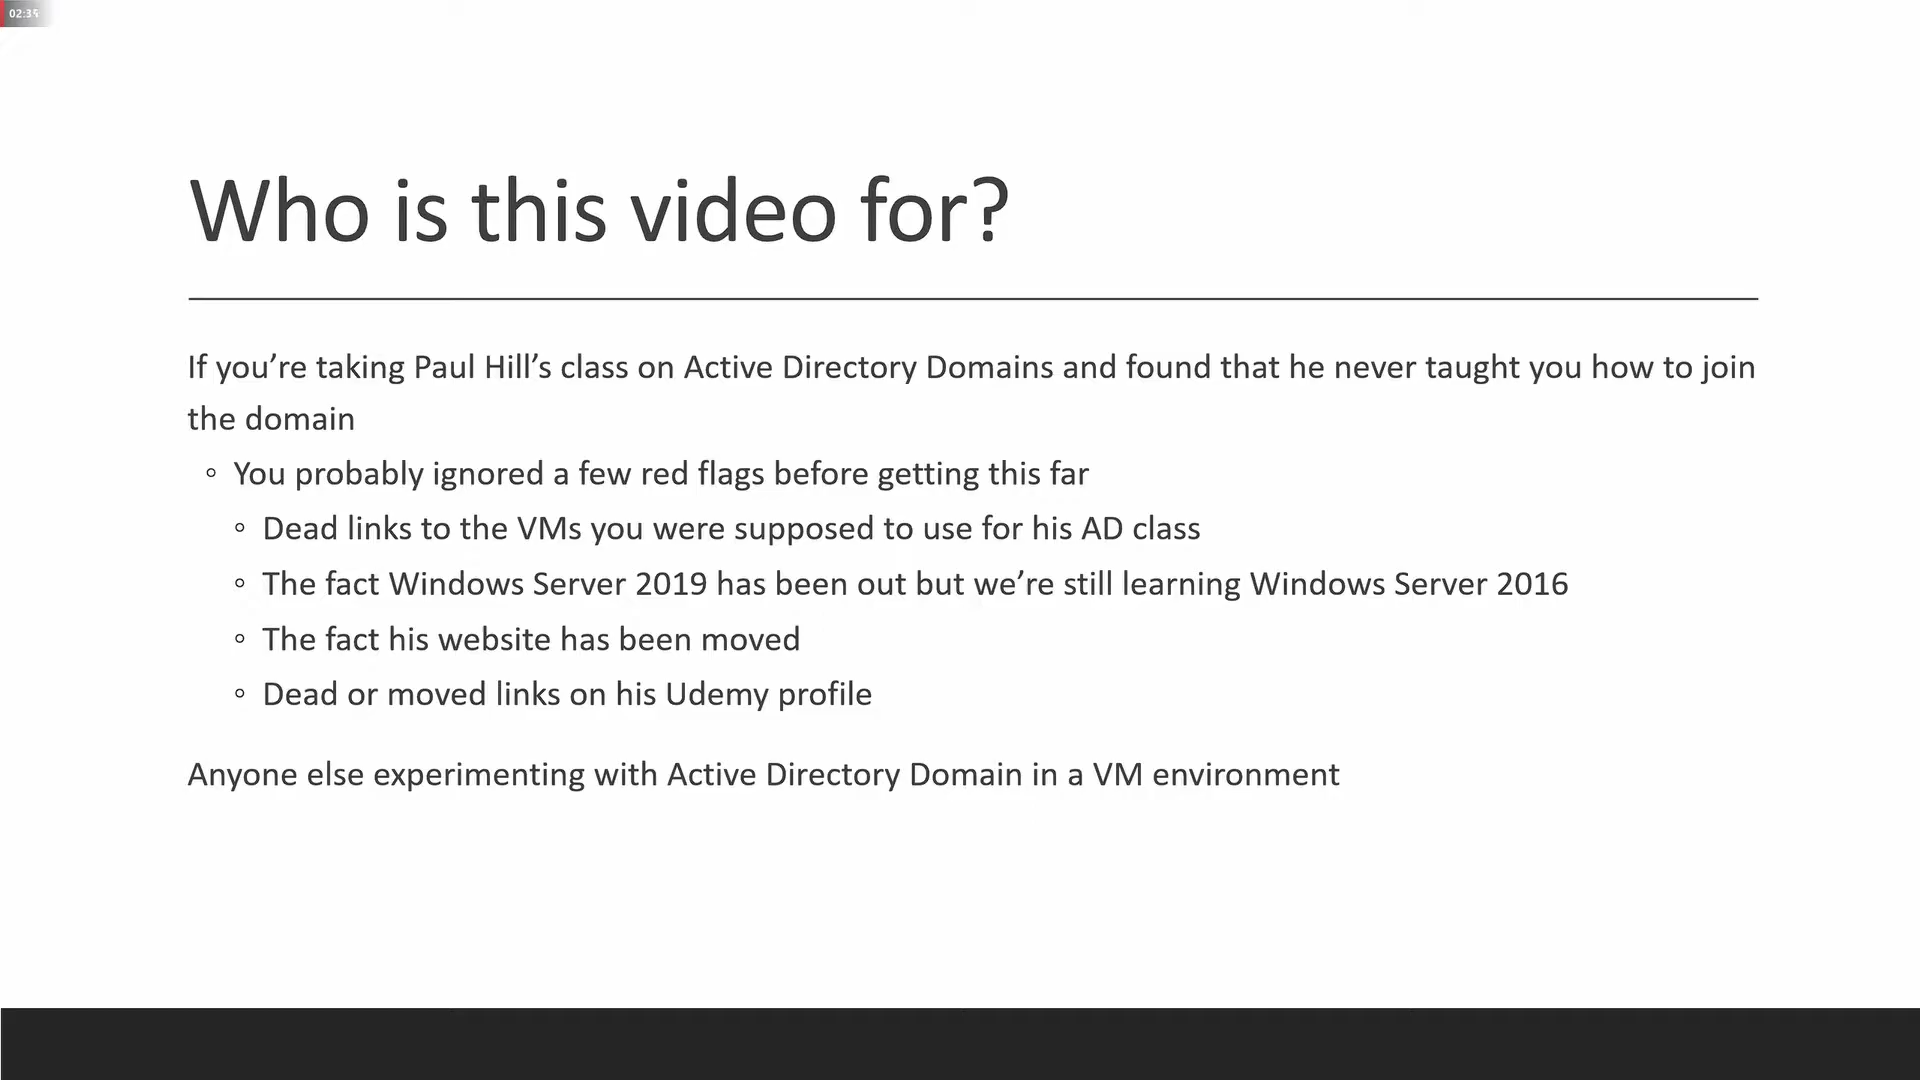 Who is this video for?
If you’re taking Paul Hill’s class on Active Directory Domains and found that he never taught you how to join
the domain
◦ You probably ignored a few red flags before getting this far
◦ Dead links to the VMs you were supposed to use for his AD class
◦ The fact Windows Server 2019 has been out but we’re still learning Windows Server 2016
◦ The fact his website has been moved
◦ Dead or moved links on his Udemy profile
Anyone else experimenting with Active Directory Domain in a VM environment